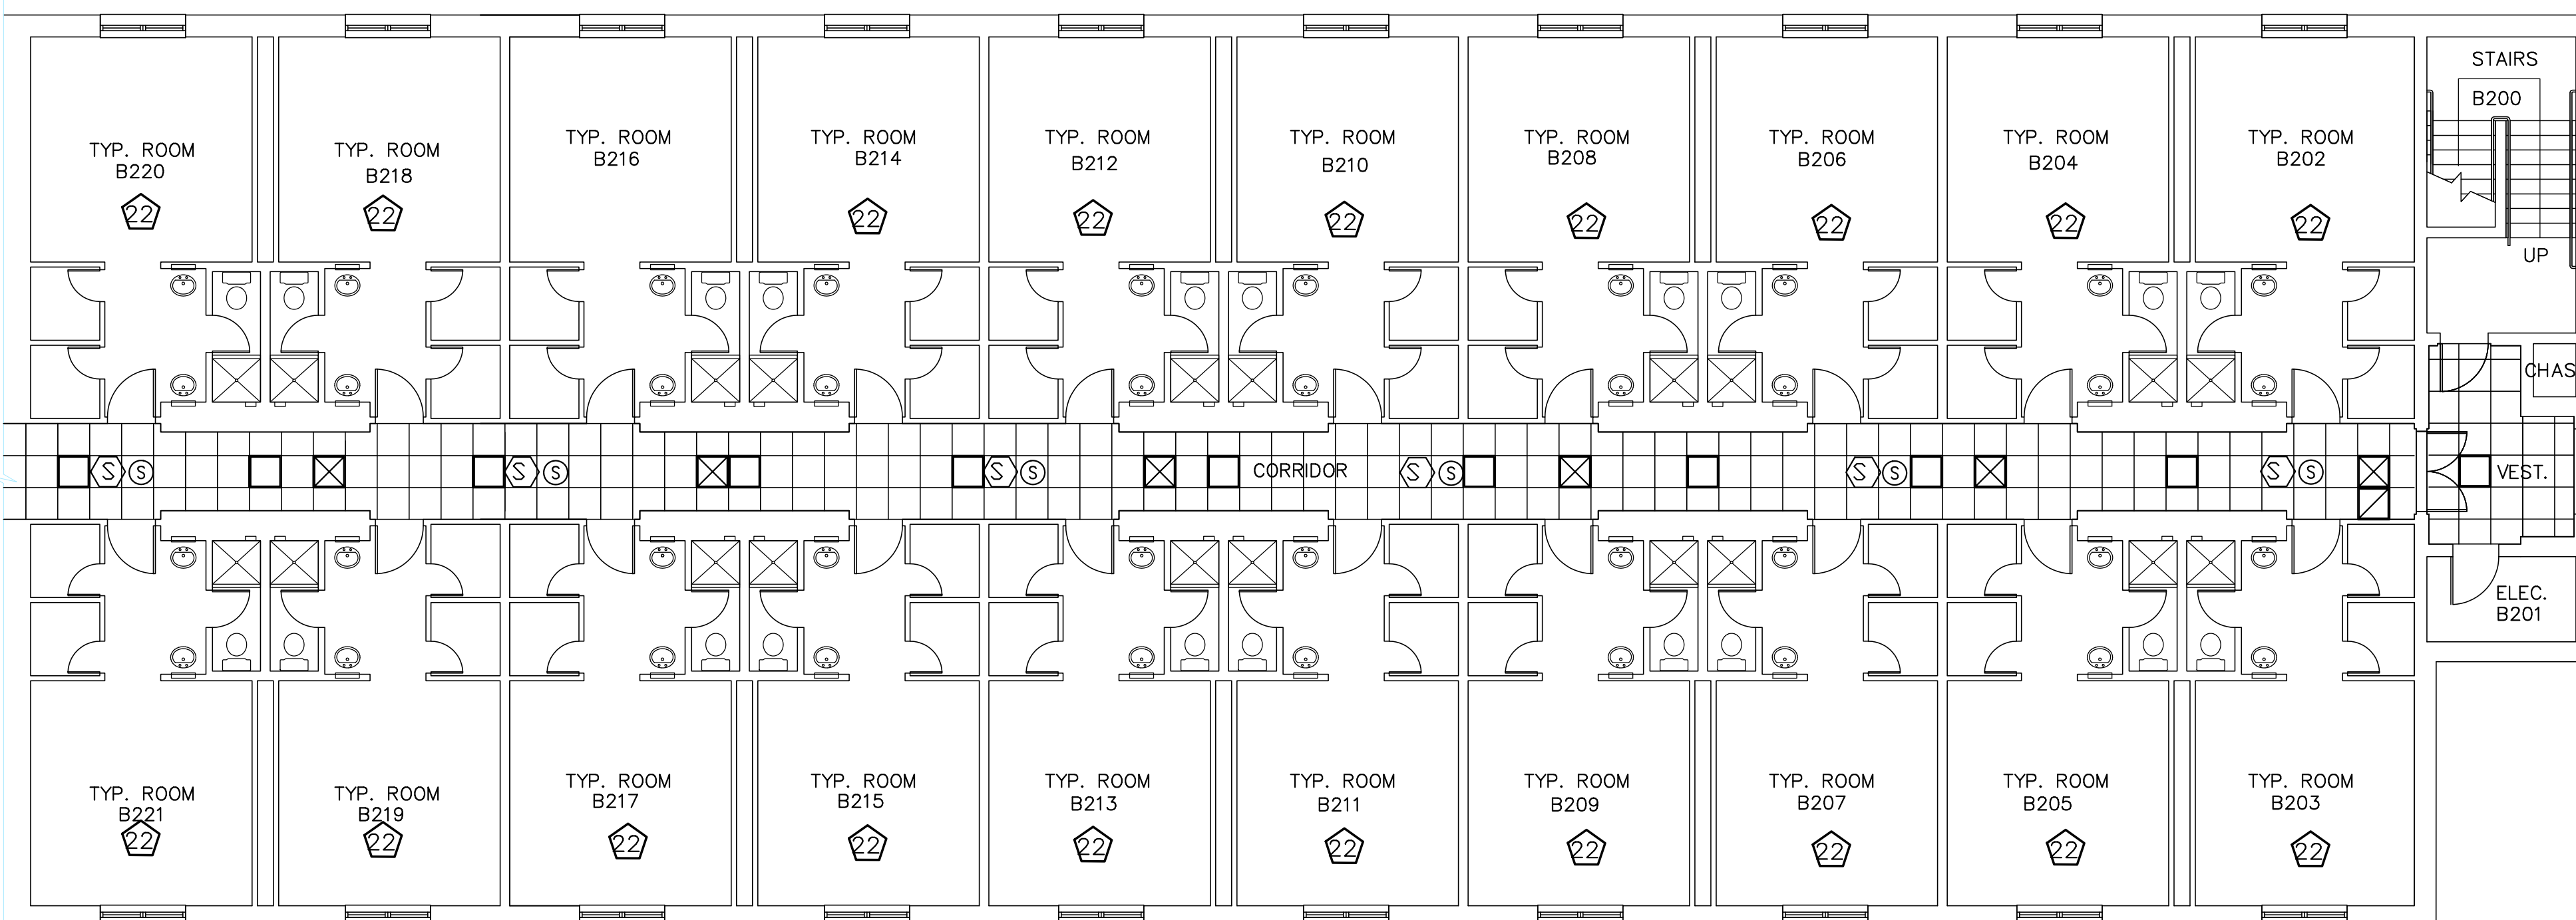 STAIRS
B200
TYP. ROOM
B220
22
TYP. ROOM
B218
22
TYP. ROOM
B216
TYP. ROOM
B214
22
TYP. ROOM
B212
22
TYP. ROOM
B210
22
TYP. ROOM
B208
22
TYP. ROOM
B206
22
TYP. ROOM
B204
22
TYP. ROOM
B202
22
UP
CHAS
S S
S S
S S
CORRIDOR
S S
S S
S S
VEST.
ELEC.
B201
TYP. ROOM
B221
22
TYP. ROOM
B219
22
TYP. ROOM
B217
22
TYP. ROOM
B215
22
TYP. ROOM
B213
22
TYP. ROOM
B211
22
TYP. ROOM
B209
22
TYP. ROOM
B207
22
TYP. ROOM
B205
22
TYP. ROOM
B203
22